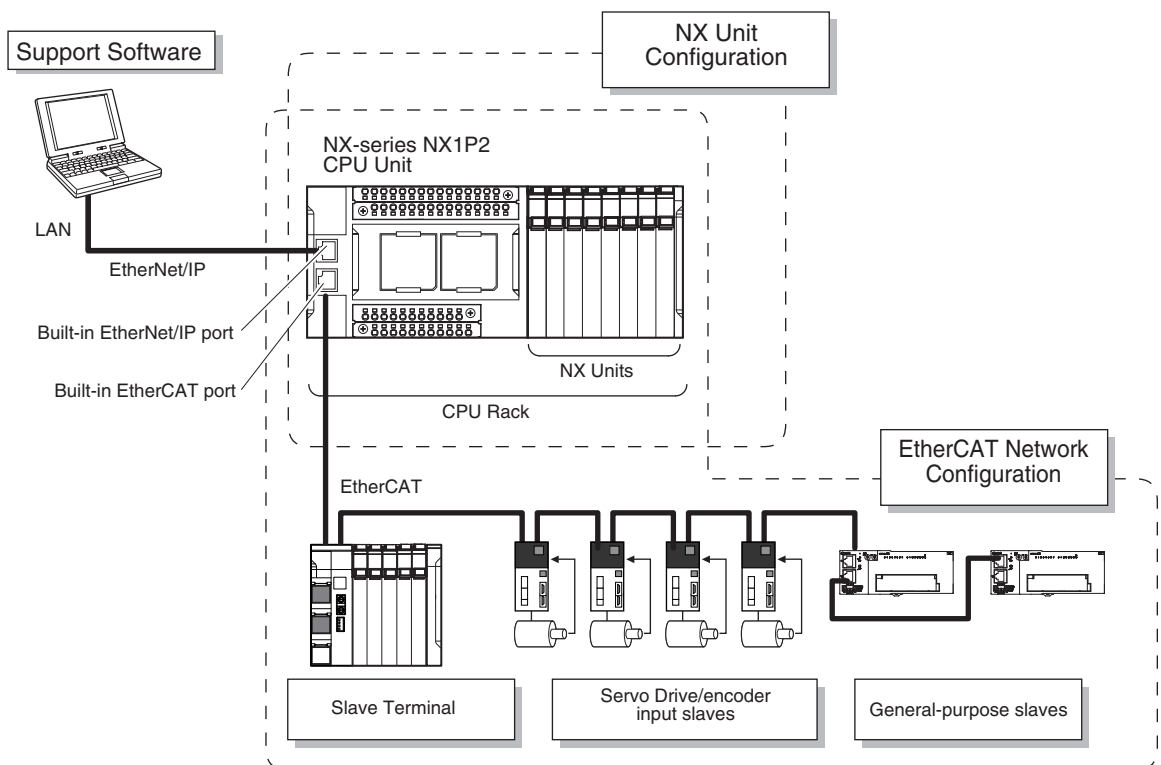 NX Unit
Configuration
Support Software
NX-series NX1P2
CPU Unit
LAN
EtherNet/IP
Built-in EtherNet/IP port
Built-in EtherCAT port
NX Units
CPU Rack
EtherCAT Network
Configuration
EtherCAT
Slave Terminal
Servo Drive/encoder
input slaves
General-purpose slaves